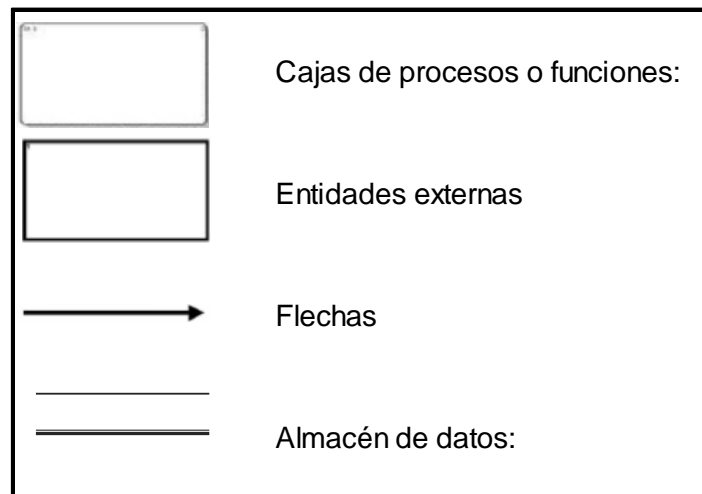 Cajas de procesos o funciones:
Entidades externas
Flechas
Almacén de datos: